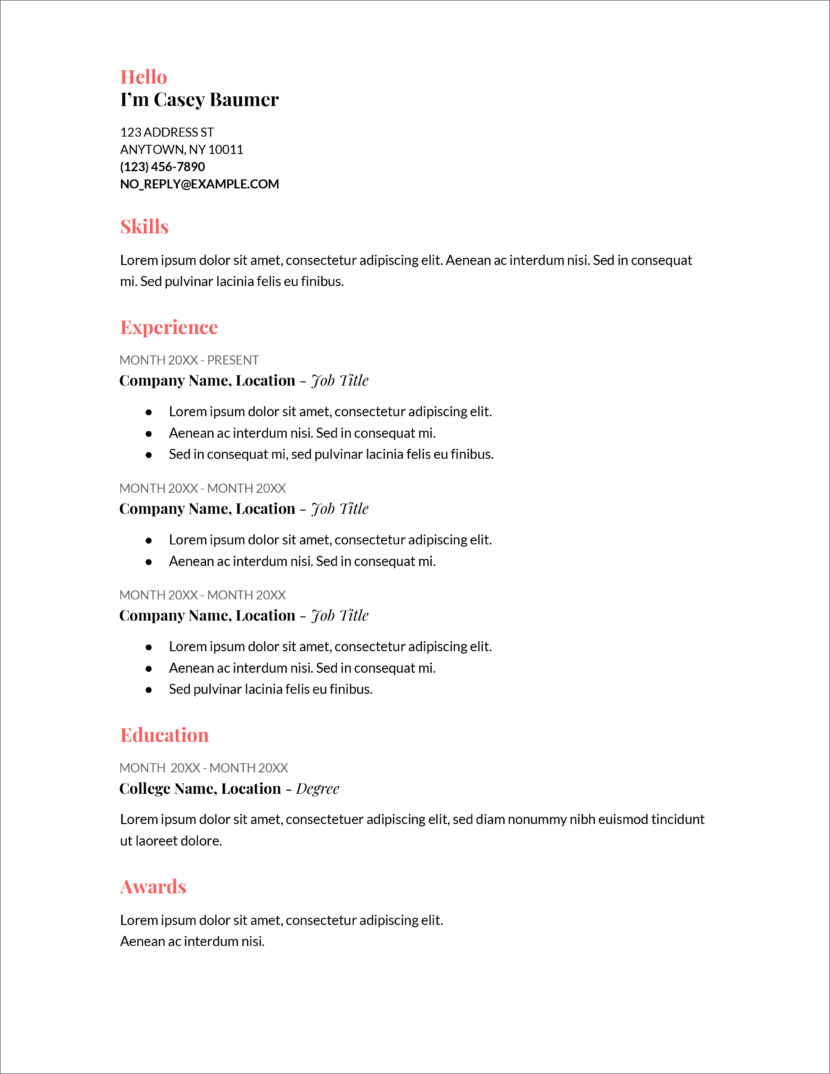 Hello
I'm Casey Baumer
123 ADDRESS ST
ANYTOWN, NY 10011
(123) 456-7890
NO_REPLY@EXAMPLE.COM
Skills
Lorem ipsum dolor sit amet, consectetur adipiscing elit. Aenean ac interdum nisi. Sed in consequat
mi. Sed pulvinar lacinia felis eu finibus.
Experience
MONTH 20XX - PRESENT
Company Name, Location - Job Title
● Lorem ipsum dolor sit amet, consectetur adipiscing elit.
● Aenean ac interdum nisi. Sed in consequat mi.
● Sed in consequat mi, sed pulvinar lacinia felis eu finibus.
MONTH 20XX - MONTH 20XX
Company Name, Location - Job Title
● Lorem ipsum dolor sit amet, consectetur adipiscing elit.
● Aenean ac interdum nisi. Sed in consequat mi.
MONTH 20XX - MONTH 20XX
Company Name, Location - Job Title
● Lorem ipsum dolor sit amet, consectetur adipiscing elit.
● Aenean ac interdum nisi. Sed in consequat mi.
● Sed pulvinar lacinia felis eu finibus.
Education
MONTH 20XX - MONTH 20XX
College Name, Location - Degree
Lorem ipsum dolor sit amet, consectetuer adipiscing elit, sed diam nonummy nibh euismod tincidunt
ut laoreet dolore.
Awards
Lorem ipsum dolor sit amet, consectetur adipiscing elit.
Aenean ac interdum nisi.